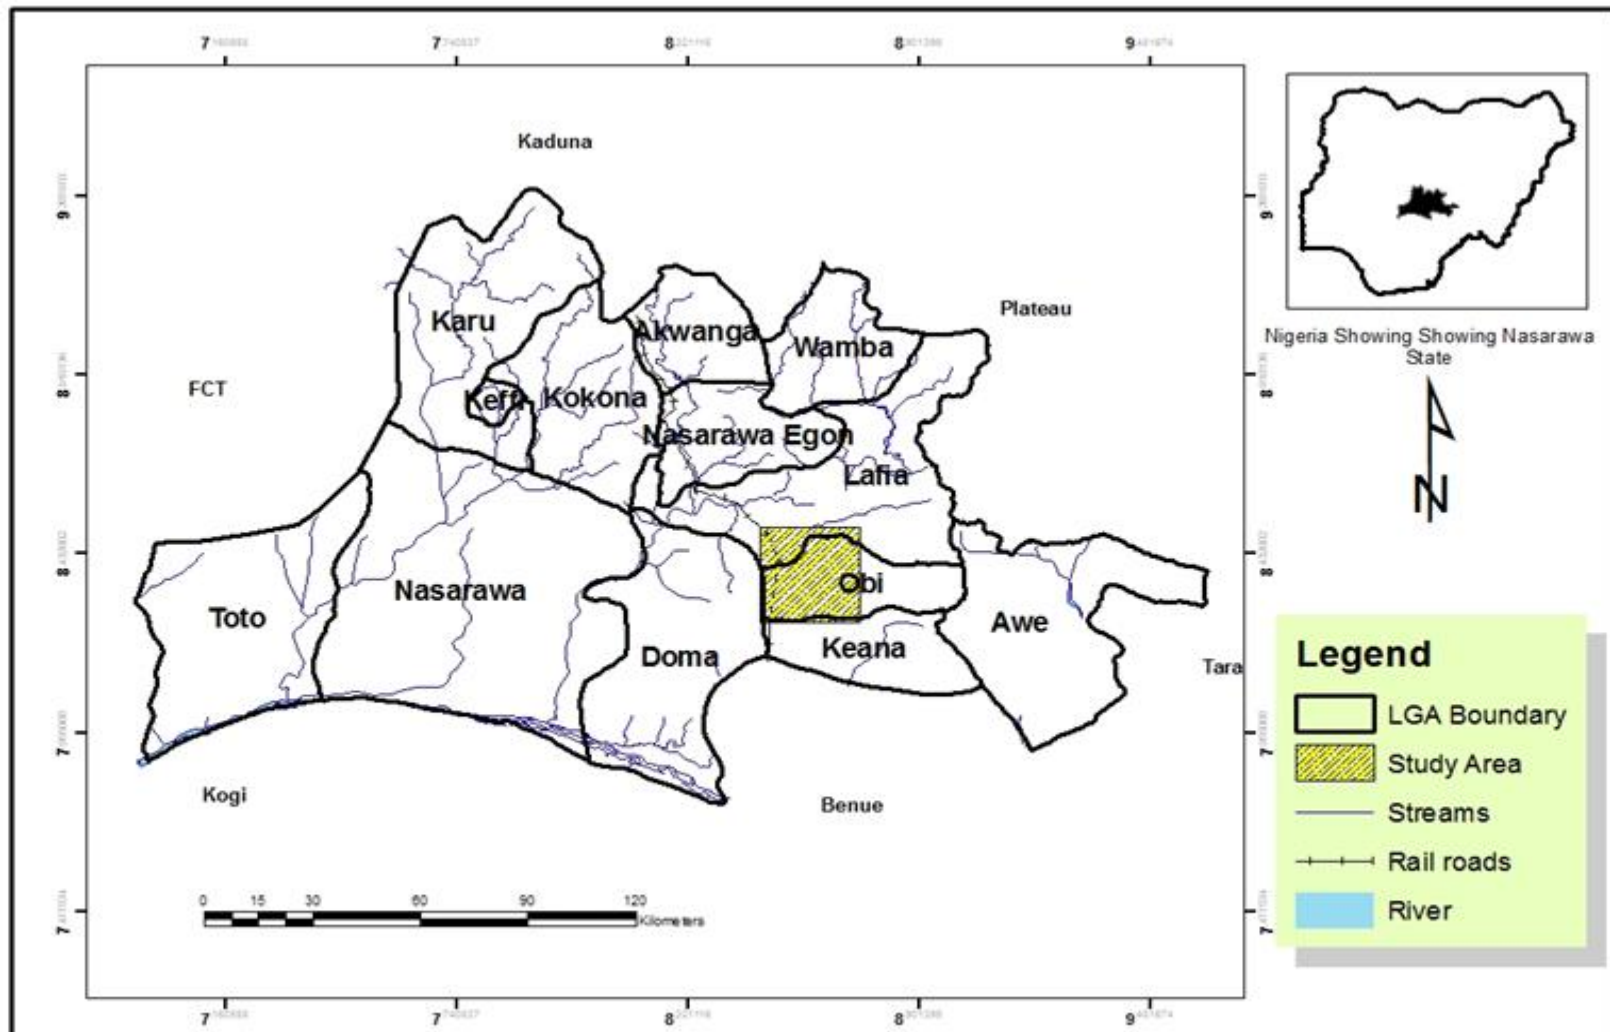 7 7 8 8 9
Kaduna
9
9
Plateau
Karu
Akwanga
Wamba
Nigeria Showing Showing Nasarawa
State
8
8
FCT
Keffi
Kokona
Nasarawa Egon
Lafia
N
8
8
Obi
Nasarawa
Toto
Awe
Keana
Doma
Tara
Legend
LGA Boundary
Study Area
Streams
Rail roads
River
7
7
Kogi
Benue
0 15 30 60 90 120
Kilometers
7
7
7 7 8 8 9